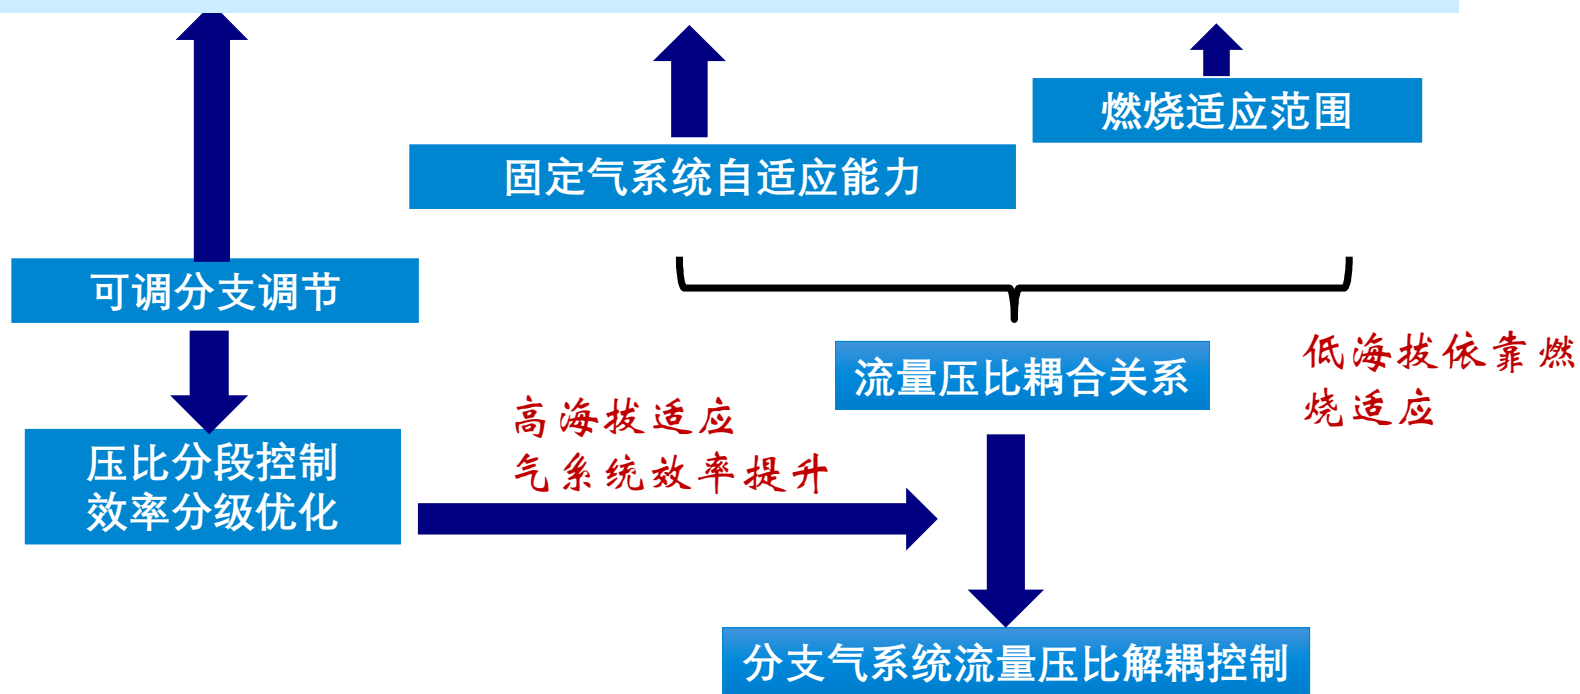 燃烧适应范围
固定气系统自适应能力
可调分支调节
流量压比耦合关系
低海拔依靠燃
烧适应
高海拔适应
气系统效率提升
压比分段控制
效率分级优化
分支气系统流量压比解耦控制